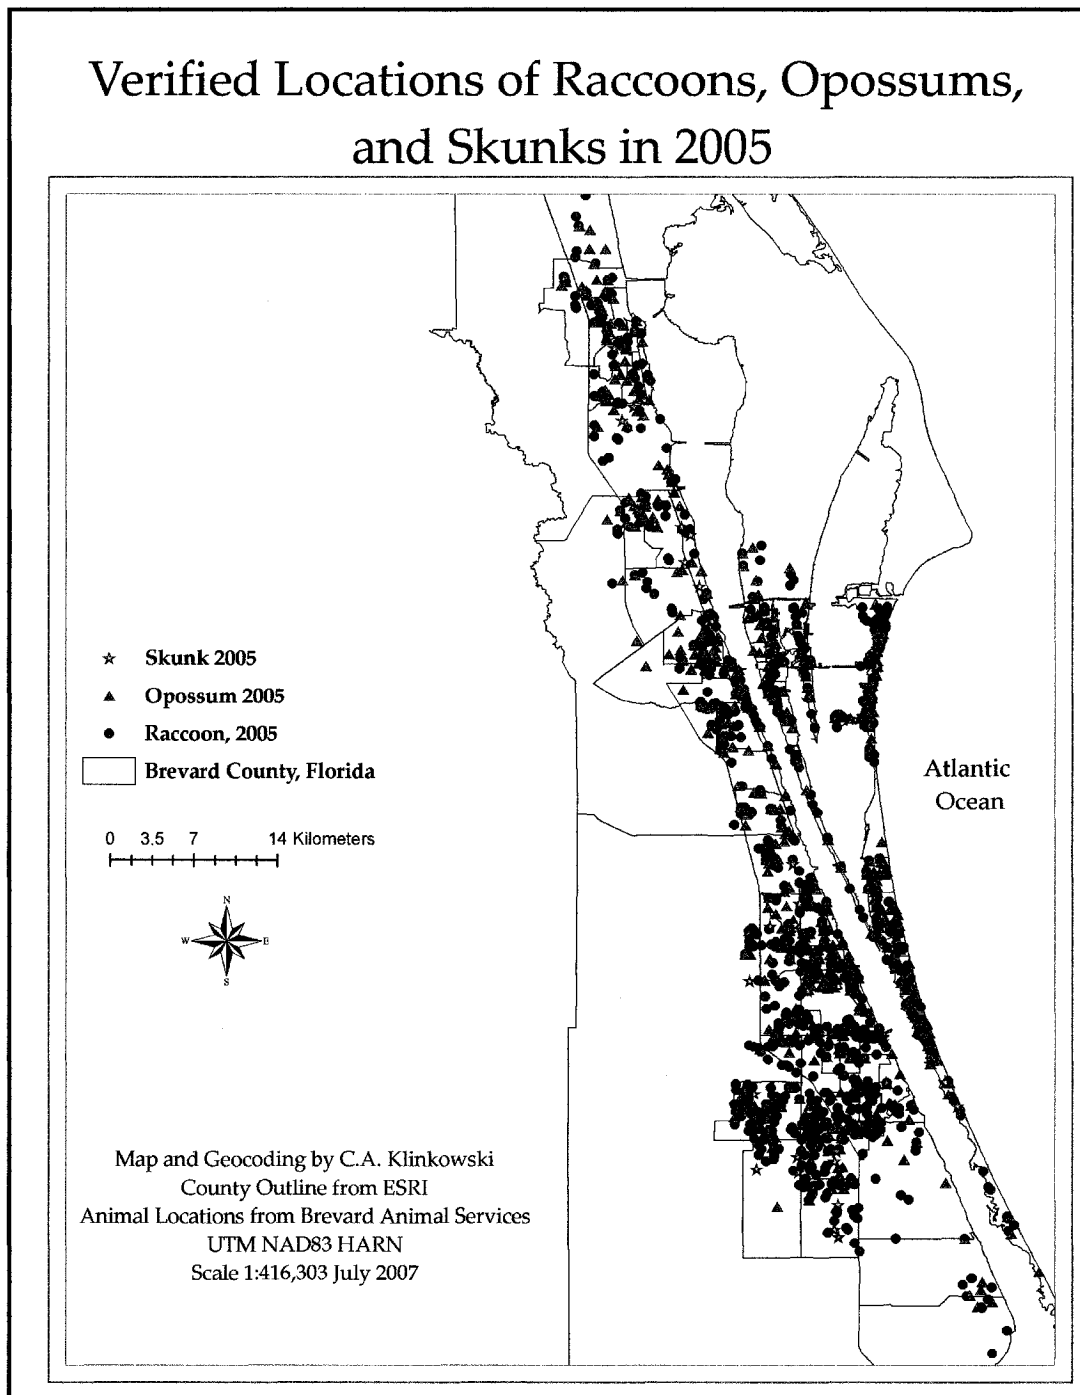 Verified Locations of Raccoons, Opossums,
and Skunks in 2005
Skunk 2005
Opossum 2005
Raccoon, 2005
Brevard County, Florida
0 3.5 7 14 Kilometers
N
W E
S
Atlantic
Ocean
Map and Geocoding by C.A. Klinkowski
County Outline from ESRI
Animal Locations from Brevard Animal Services
UTM NAD83 HARN
Scale 1:416,303 July 2007